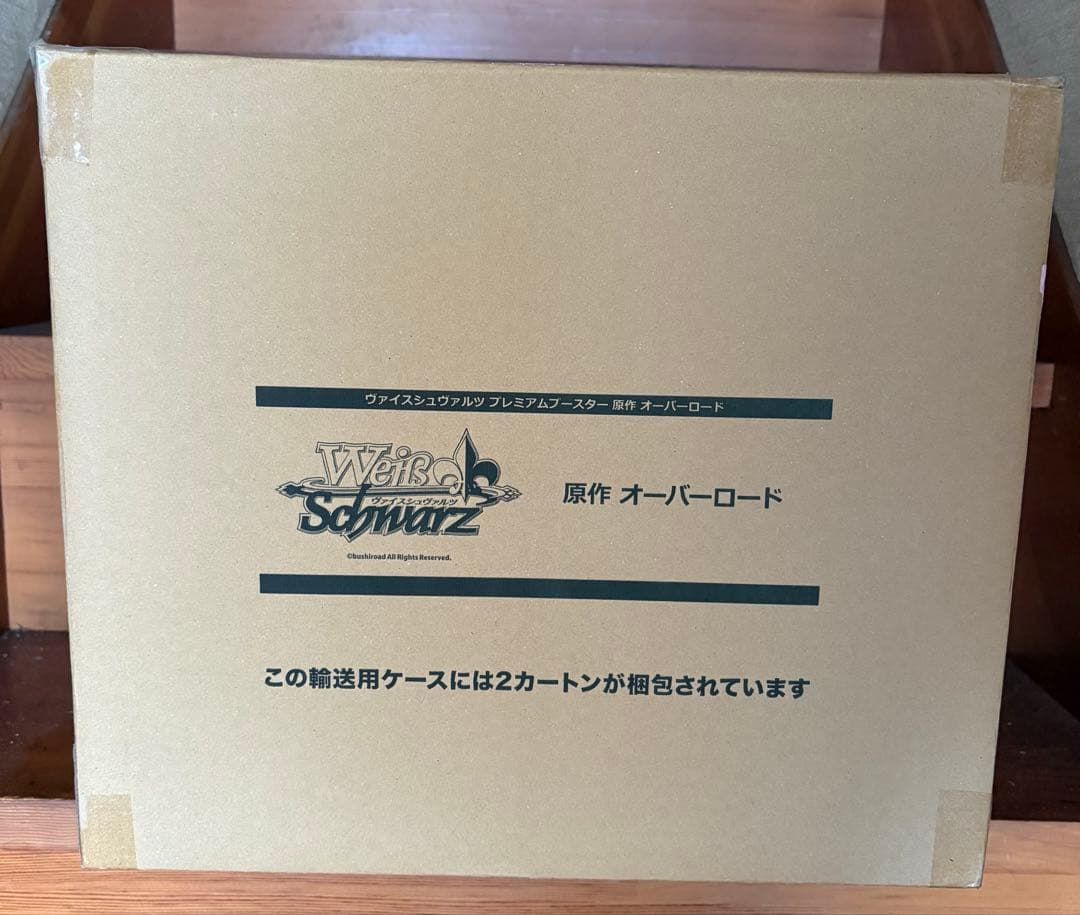 ヴァイスシュヴァルツ プレミアムブースター 原作 オーバーロード
Weiß
ヴァイスシュヴァルツ
Schwarz
©bushiroad All Rights Reserved.
原作 オーバーロード
この輸送用ケースには2カートンが梱包されています